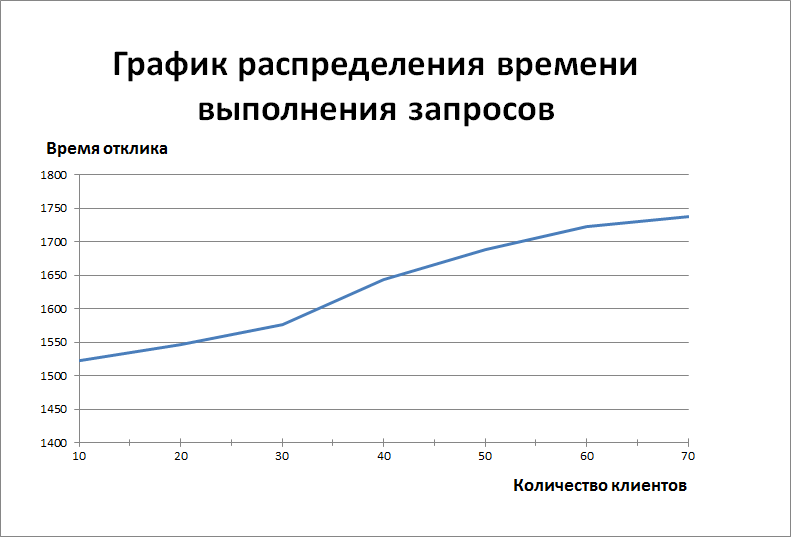 График распределения времени
выполнения запросов
Время отклика
1800
1750
1700
1650
1600
1550
1500
1450
1400
10 20 30 40 50 60 70
Количество клиентов